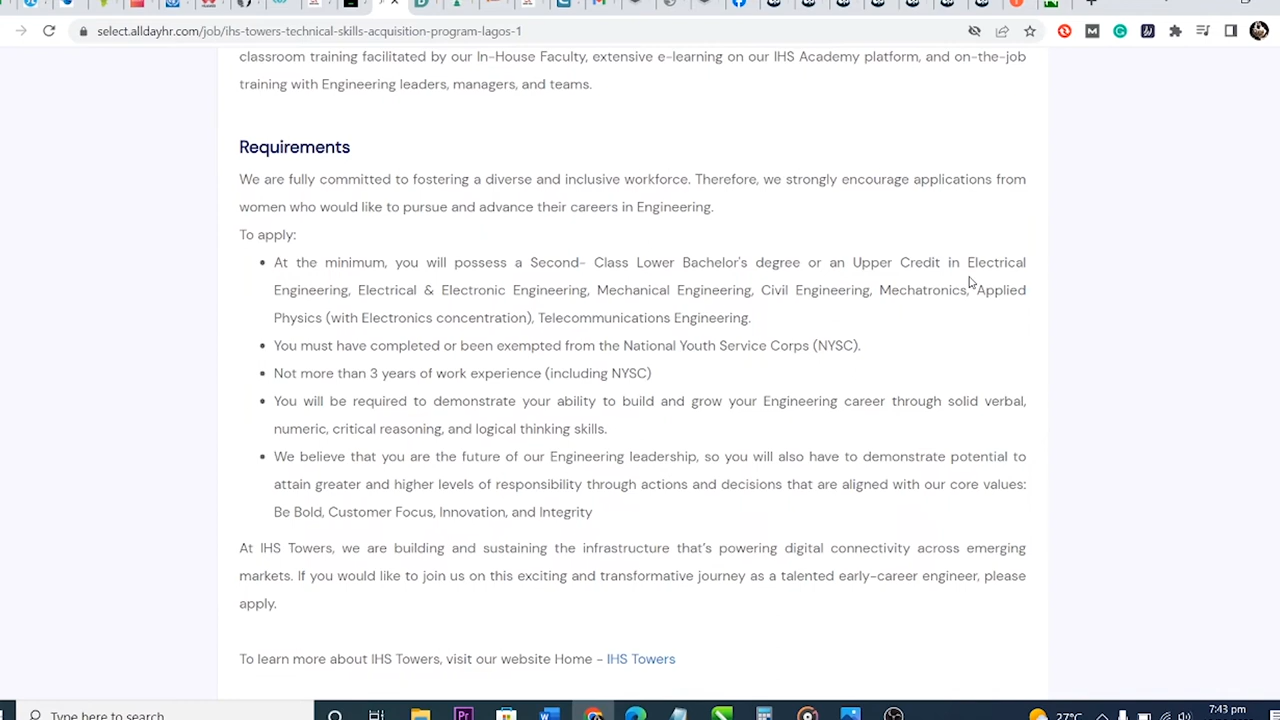 select.alldayhr.com/job/ihs-towers-technical-skills-acquisition-program-lagos-1
classroom training facilitated by our In-House Faculty, extensive e-learning on our IHS Academy platform, and on-the-job
training with Engineering leaders, managers, and teams.
Requirements
We are fully committed to fostering a diverse and inclusive workforce. Therefore, we strongly encourage applications from
women who would like to pursue and advance their careers in Engineering.
To apply:
At the minimum, you will possess a Second- Class Lower Bachelor's degree or an Upper Credit in Electrical
Engineering, Electrical & Electronic Engineering, Mechanical Engineering, Civil Engineering, Mechatronics, Applied
Physics (with Electronics concentration), Telecommunications Engineering.
You must have completed or been exempted from the National Youth Service Corps (NYSC).
Not more than 3 years of work experience (including NYSC)
You will be required to demonstrate your ability to build and grow your Engineering career through solid verbal,
numeric, critical reasoning, and logical thinking skills.
We believe that you are the future of our Engineering leadership, so you will also have to demonstrate potential to
attain greater and higher levels of responsibility through actions and decisions that are aligned with our core values:
Be Bold, Customer Focus, Innovation, and Integrity
At IHS Towers, we are building and sustaining the infrastructure that's powering digital connectivity across emerging
markets. If you would like to join us on this exciting and transformative journey as a talented early-career engineer, please
apply.
To learn more about IHS Towers, visit our website Home - IHS Towers
Type here to search
27°C
7:43 pm